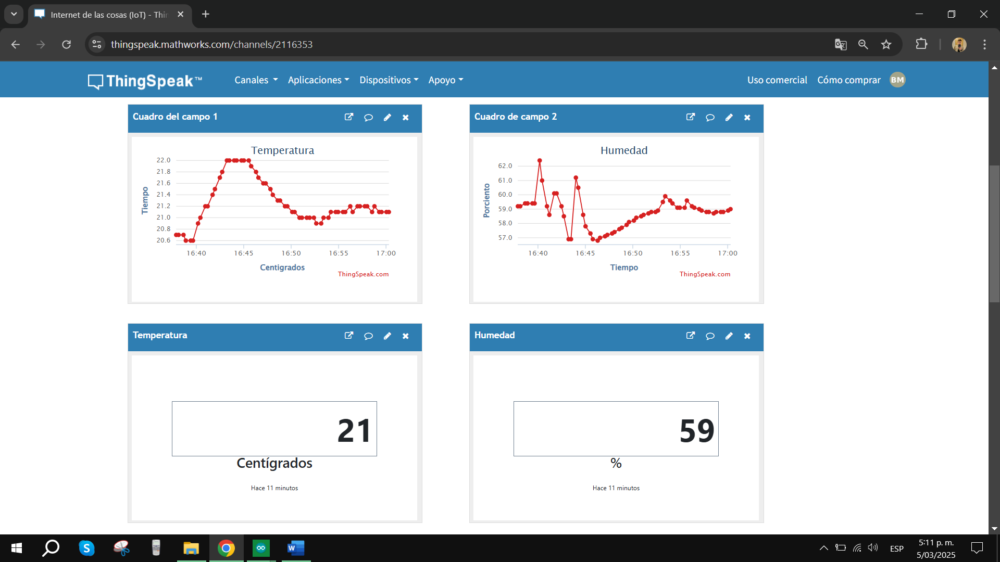 Internet de las cosas (IoT) - Thin
thingspeak.mathworks.com/channels/2116353
ThingSpeak™ Canales Aplicaciones Dispositivos Apoyo Uso comercial Cómo comprar BM
Cuadro del campo 1
Temperatura
22.0
21.8
21.6
21.4
21.2
21.0
20.8
20.6
Tiempo
16:40 16:45 16:50 16:55 17:00
Centigrados
ThingSpeak.com
Cuadro de campo 2
Humedad
62.0
61.0
60.0
59.0
58.0
57.0
Porciento
16:40 16:45 16:50 16:55 17:00
Tiempo
ThingSpeak.com
Temperatura
21
Centígrados
Hace 11 minutos
Humedad
59
%
Hace 11 minutos
ESP
5:11 p. m.
5/03/2025